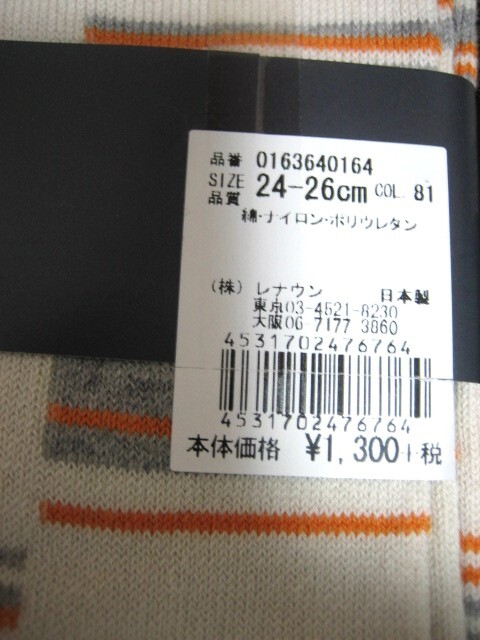 品番 0163640164
SIZE 24-26cm COL 81
品質
綿・ナイロン・ポリウレタン
(株) レナウン 日本製
東京03-4521-8230
大阪06-7177-3860
4531702476764
4531702476764
本体価格 ¥1,300+税